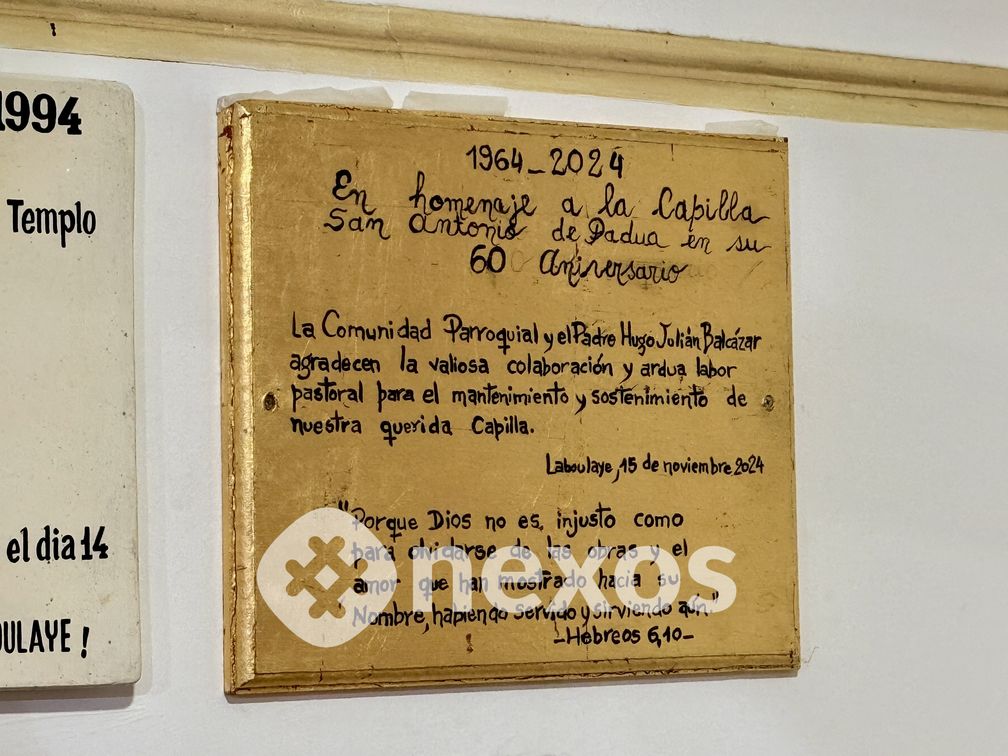 1994
Templo
el dia 14
OULAYE !
1964_2024
En homenaje a la Capilla
San Antonio de Padua en su
60 Aniversario
La Comunidad Parroquial y el Padre Hugo Julián Balcázar
agradecen la valiosa colaboración y ardua labor
pastoral para el mantenimiento y sostenimiento de
nuestra querida Capilla.
Laboulaye, 15 de noviembre 2024
"Porque Dios no es injusto como
para olvidarse de las obras y el
amor que han mostrado hacia su
Nombre, habiendo servido y sirviendo aún."
-Hebreos 6,10-
nexos